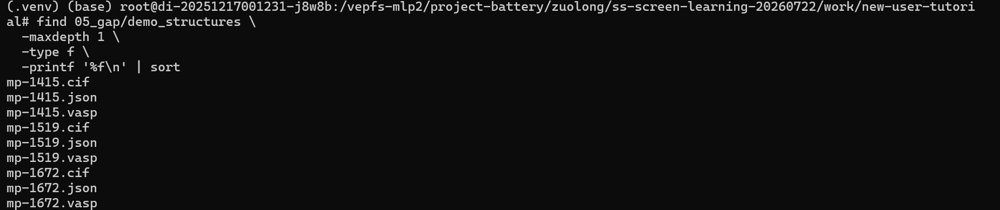 (.venv) (base) root@di-20251217001231-j8w8b:/vepfs-mlp2/project-battery/zuolong/ss-screen-learning-20260722/work/new-user-tutori
al# find 05_gap/demo_structures \
  -maxdepth 1 \
  -type f \
  -printf '%f\n' | sort
mp-1415.cif
mp-1415.json
mp-1415.vasp
mp-1519.cif
mp-1519.json
mp-1519.vasp
mp-1672.cif
mp-1672.json
mp-1672.vasp